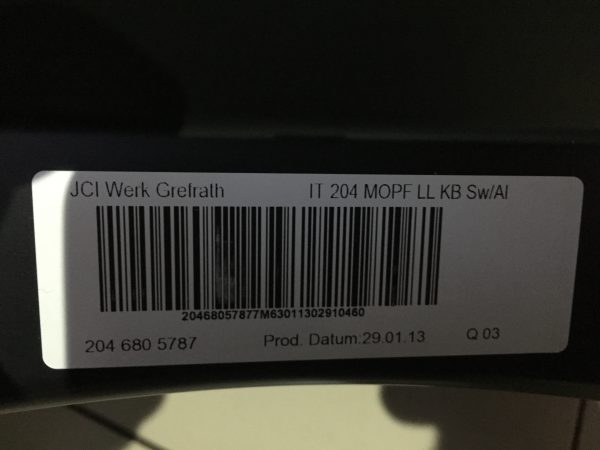 JCI Werk Grefrath IT 204 MOPF LL KB Sw/Al
20468057877M63011302910460
204 680 5787 Prod. Datum:29.01.13 Q 03